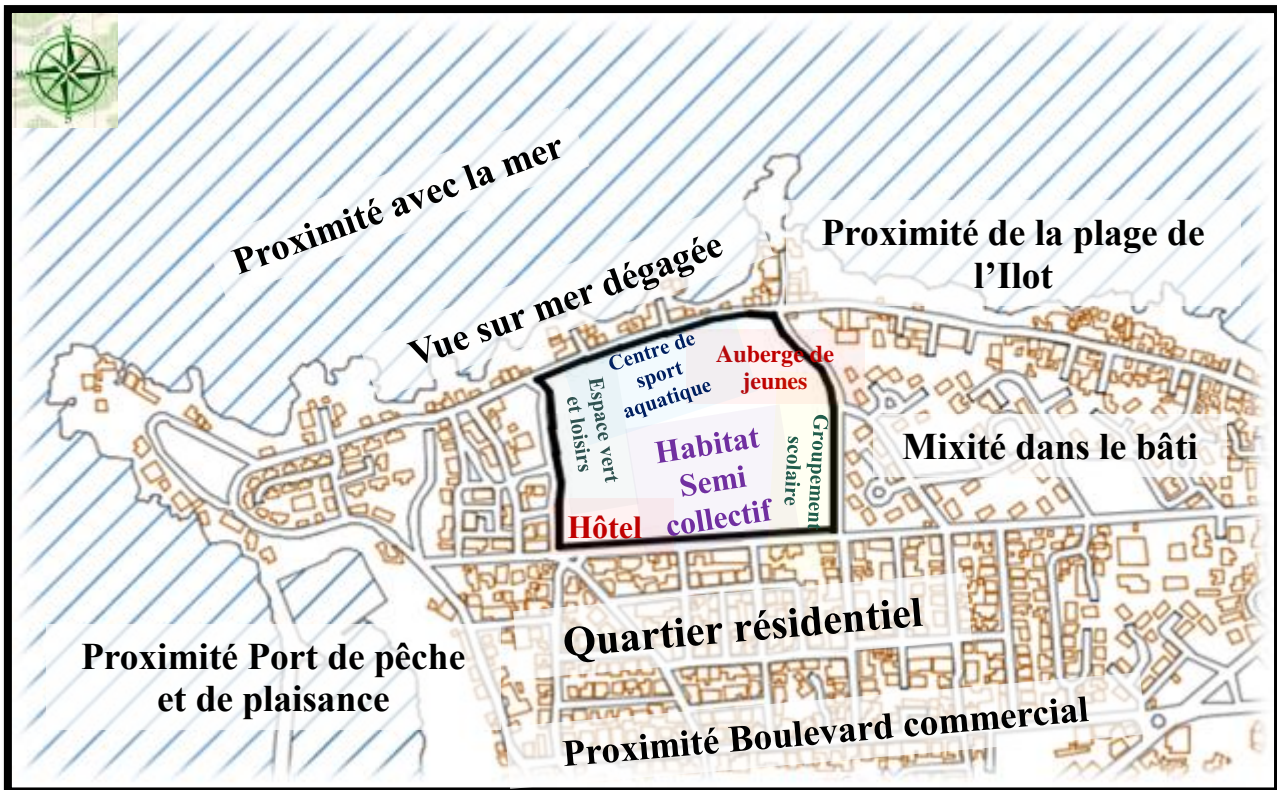 Proximité avec la mer
Vue sur mer dégagée
Proximité de la plage de
l’Ilot
Centre de
sport
aquatique
Auberge de
jeunes
Espace vert
et loisirs
Habitat
Semi
collectif
Groupement
scolaire
Hôtel
Mixité dans le bâti
Quartier résidentiel
Proximité Port de pêche
et de plaisance
Proximité Boulevard commercial